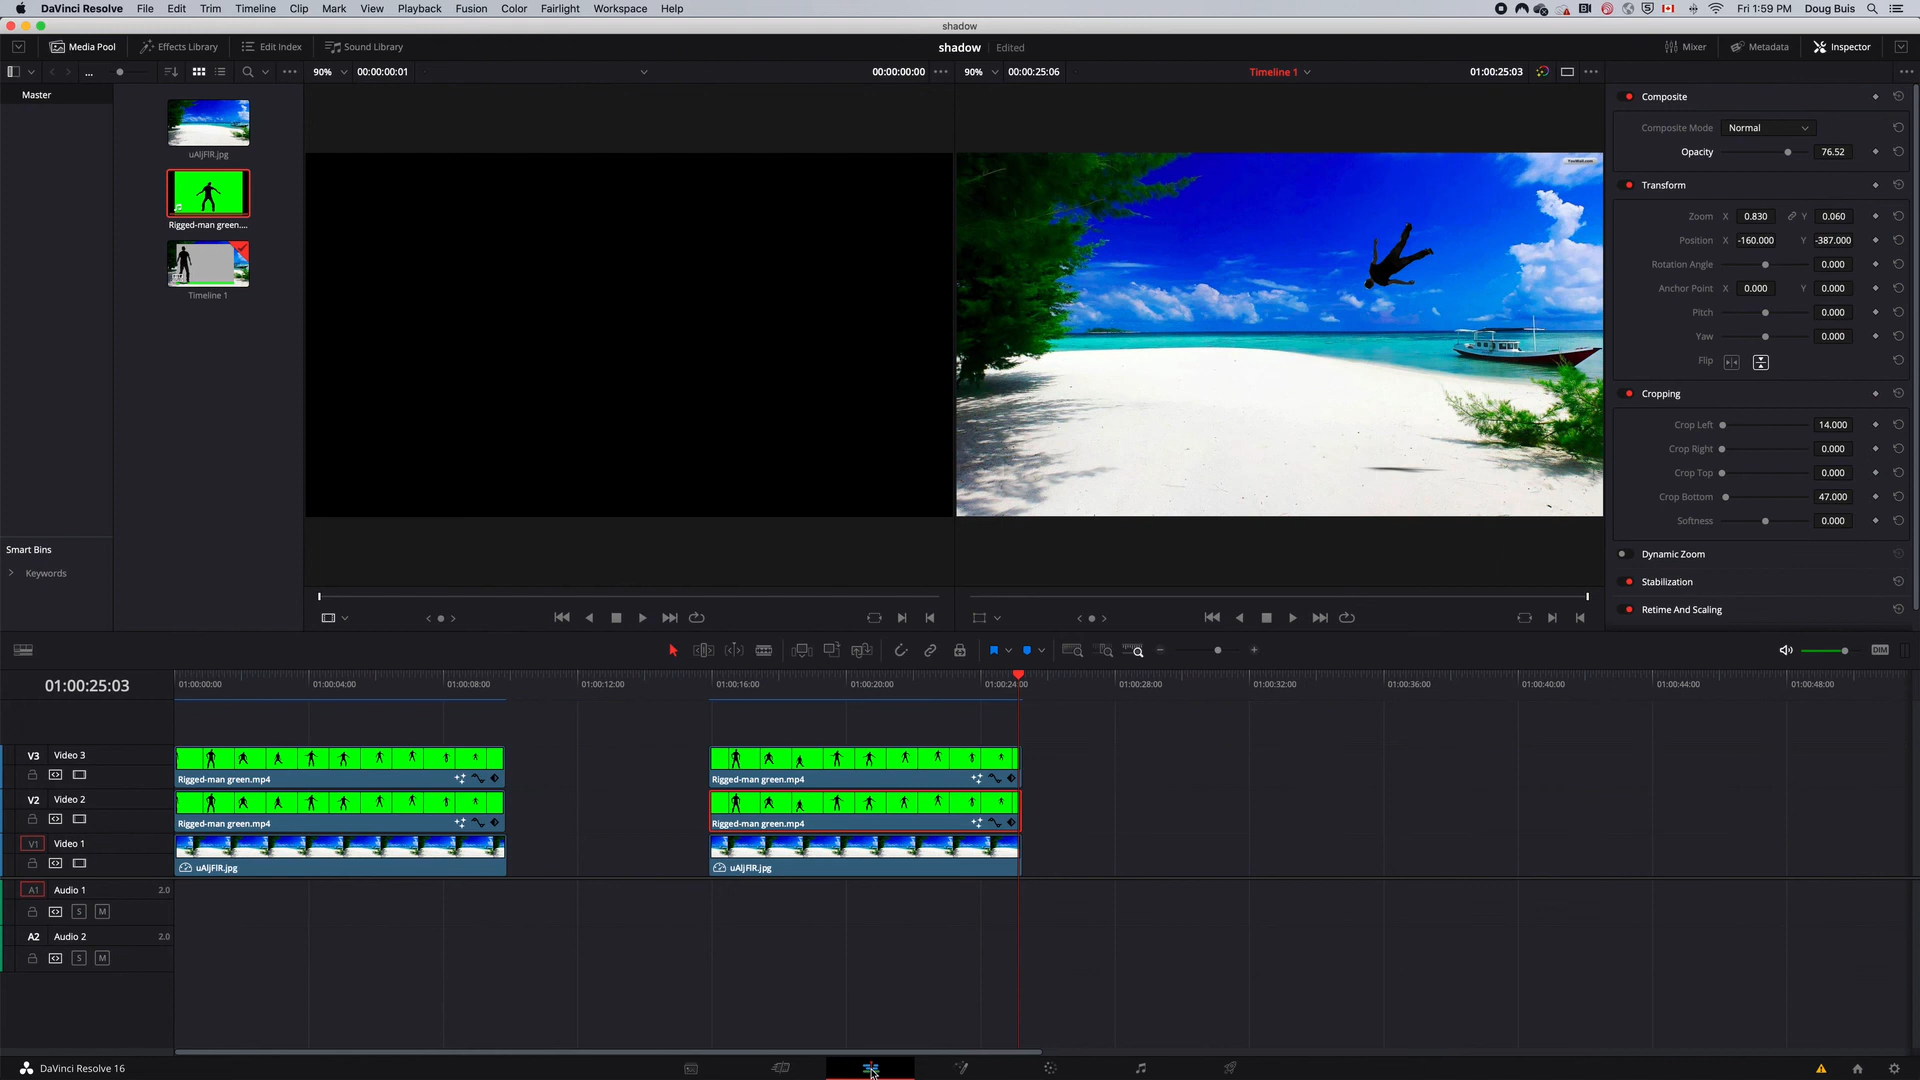 DaVinci Resolve File Edit Trim Timeline Clip Mark View Playback Fusion Color Fairlight Workspace Help
Fri 1:59 PM Doug Buis
shadow
Media Pool Effects Library Edit Index Sound Library
shadow Edited
Mixer Metadata Inspector
... 90% 00:00:00:01 00:00:00:00
90% 00:00:25:06 Timeline 1 01:00:25:03
Master
uAljFlR.jpg
Rigged-man green....
Timeline 1
Smart Bins
Keywords
Composite
Composite Mode Normal
Opacity 76.52
Transform
Zoom X 0.830 Y 0.060
Position X -160.000 Y -387.000
Rotation Angle 0.000
Anchor Point X 0.000 Y 0.000
Pitch 0.000
Yaw 0.000
Flip
Cropping
Crop Left 14.000
Crop Right 0.000
Crop Top 0.000
Crop Bottom 47.000
Softness 0.000
Dynamic Zoom
Stabilization
Retime And Scaling
DIM
01:00:25:03
01:00:00:00 01:00:04:00 01:00:08:00 01:00:12:00 01:00:16:00 01:00:20:00 01:00:24:00 01:00:28:00 01:00:32:00 01:00:36:00 01:00:40:00 01:00:44:00 01:00:48:00
V3 Video 3
Rigged-man green.mp4 Rigged-man green.mp4
V2 Video 2
Rigged-man green.mp4 Rigged-man green.mp4
V1 Video 1
uAljFlR.jpg uAljFlR.jpg
A1 Audio 1 2.0
S M
A2 Audio 2 2.0
S M
DaVinci Resolve 16